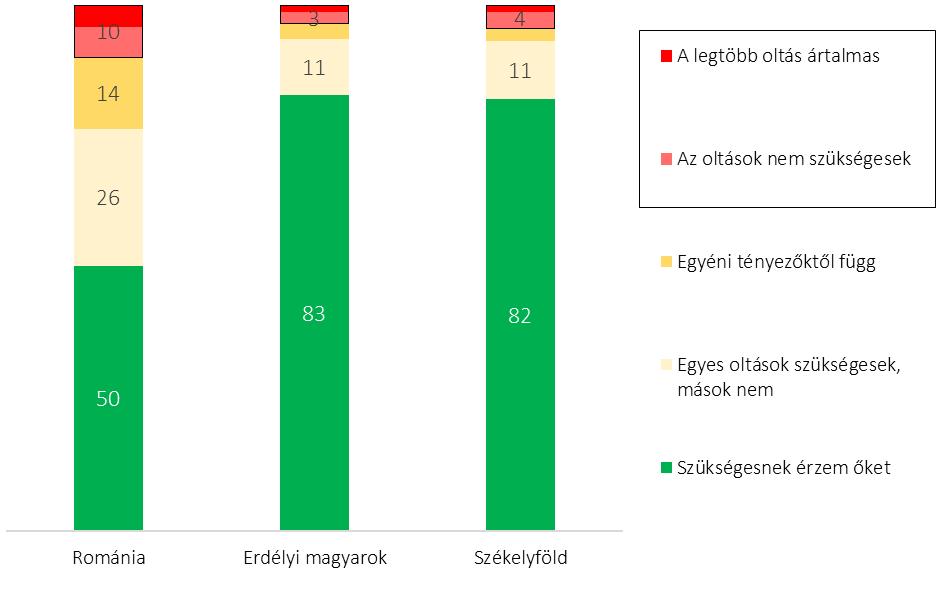 10
3
4
14
11
11
26
83
82
50
Románia
Erdélyi magyarok
Székelyföld
A legtöbb oltás ártalmas
Az oltások nem szükségesek
Egyéni tényezőktől függ
Egyes oltások szükségesek,
mások nem
Szükségesnek érzem őket